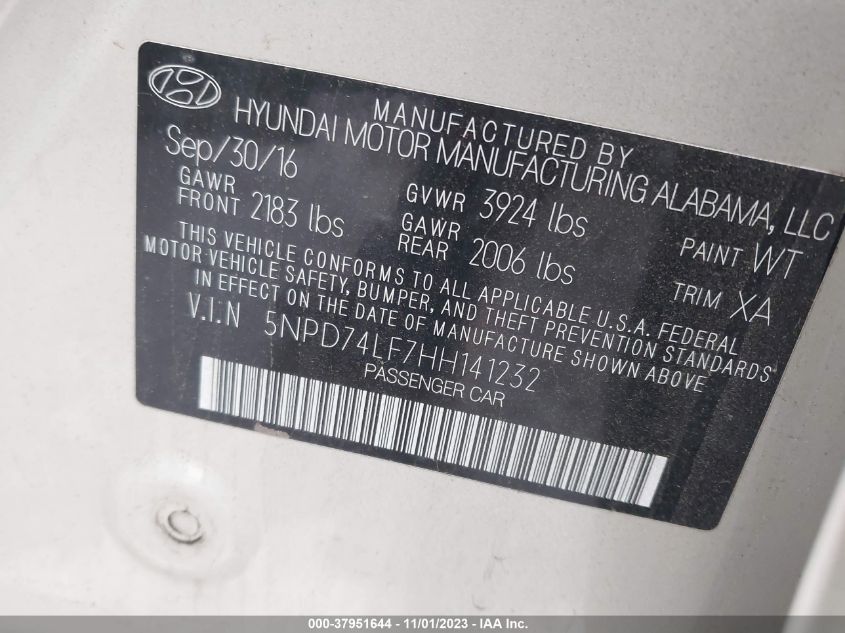 MANUFACTURED BY
HYUNDAI MOTOR MANUFACTURING ALABAMA, LLC
Sep/30/16
GAWR FRONT 2183 lbs
GVWR 3924 lbs
GAWR REAR 2006 lbs
PAINT WT
TRIM XA
THIS VEHICLE CONFORMS TO ALL APPLICABLE U.S.A. FEDERAL
MOTOR VEHICLE SAFETY, BUMPER, AND THEFT PREVENTION STANDARDS
IN EFFECT ON THE DATE OF MANUFACTURE SHOWN ABOVE
V.I.N 5NPD74LF7HH141232
PASSENGER CAR
000-37951644 - 11/01/2023 - IAA Inc.